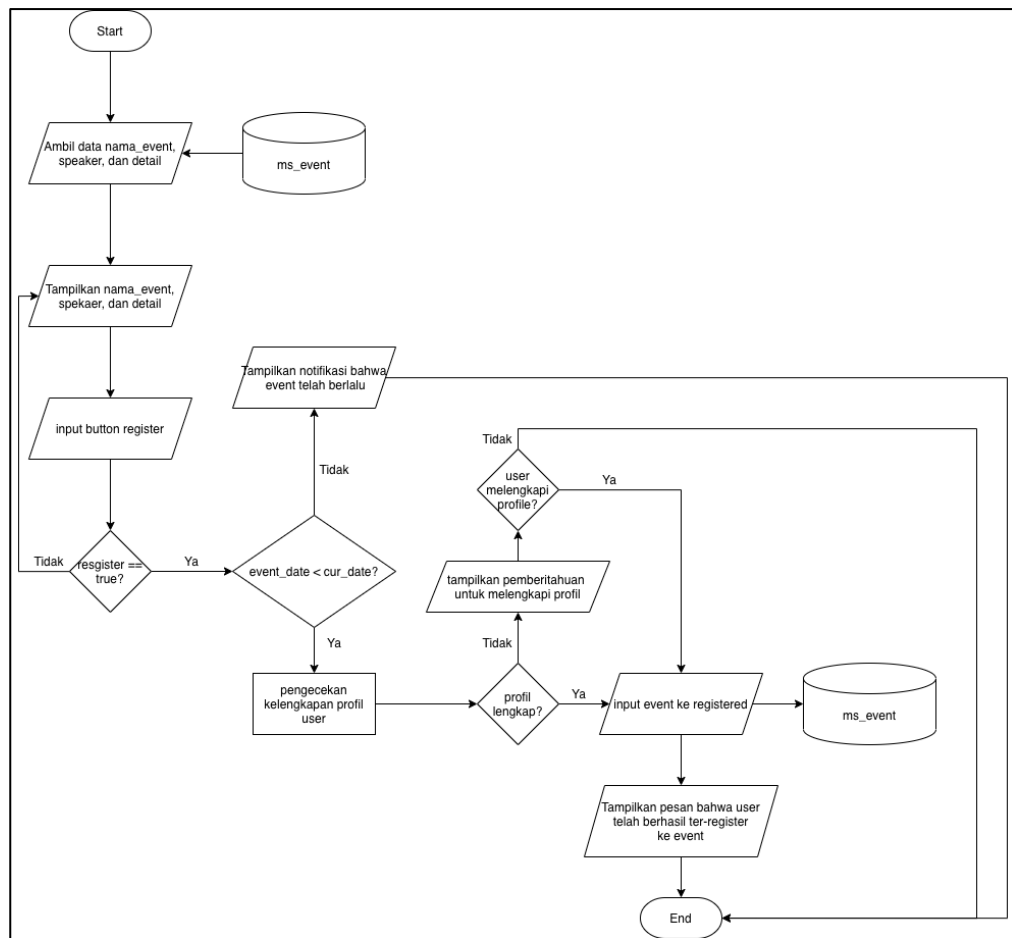 Start
Ambil data nama_event,
speaker, dan detail
ms_event
Tampilkan nama_event,
spekaer, dan detail
input button register
resgister ==
true?
Tidak
Ya
event_date < cur_date?
Tidak
Tampilkan notifikasi bahwa
event telah berlalu
Ya
pengecekan
kelengkapan profil
user
profil
lengkap?
Tidak
tampilkan pemberitahuan
untuk melengkapi profil
user
melengkapi
profile?
Tidak
Ya
Ya
input event ke registered
ms_event
Tampilkan pesan bahwa user
telah berhasil ter-register
ke event
End